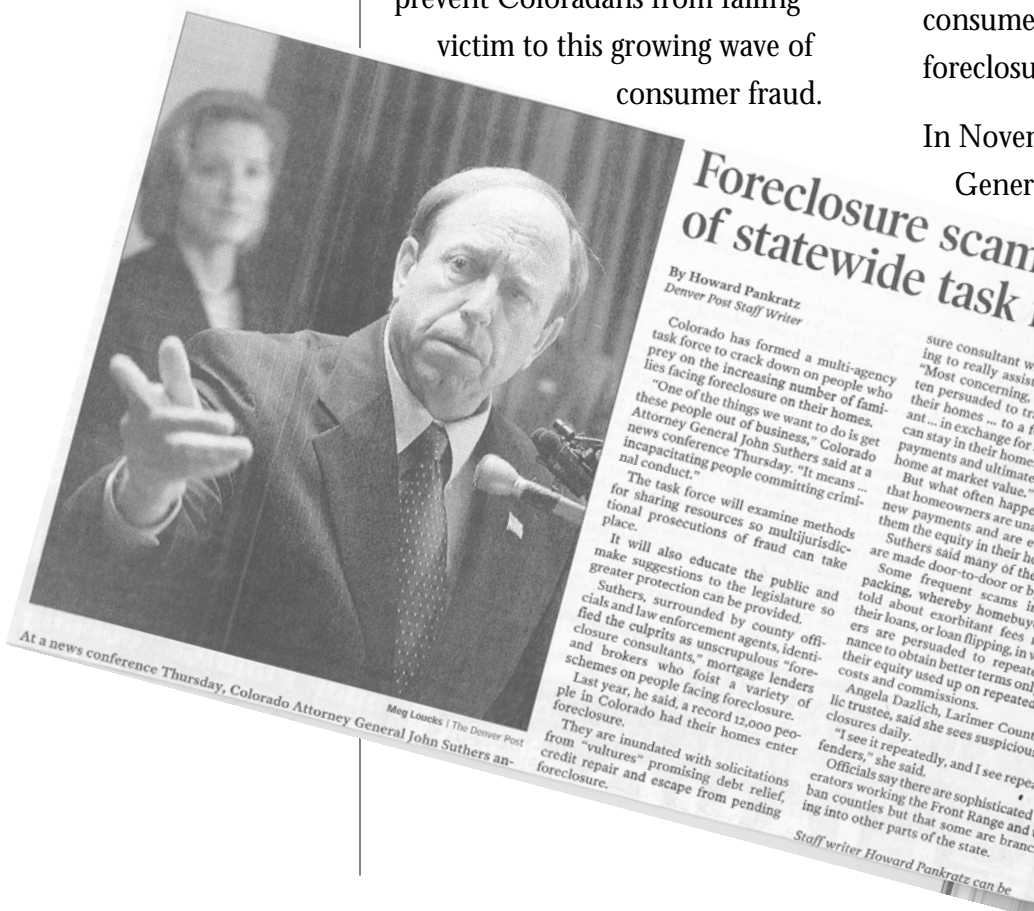 prevent Coloradans from falling
victim to this growing wave of
consumer fraud.
consume
foreclosu
In Nover
Gener
Foreclosure scam
of statewide task
By Howard Pankratz
Denver Post Staff Writer
Colorado has formed a multi-agency
task force to crack down on people who
prey on the increasing number of fami-
lies facing foreclosure on their homes.
"One of the things we want to do is get
these people out of business," Colorado
Attorney General John Suthers said at a
news conference Thursday. "It means ...
incapacitating people committing crimi-
nal conduct."
The task force will examine methods
for sharing resources so multijurisdic-
tional prosecutions of fraud can take
place.
It will also educate the public and
make suggestions to the legislature so
greater protection can be provided.
Suthers, surrounded by county offi-
cials and law enforcement agents, identi-
fied the culprits as unscrupulous "fore-
closure consultants," mortgage lenders
and brokers who foist a variety of
schemes on people facing foreclosure.
Last year, he said, a record 12,000 peo-
ple in Colorado had their homes enter
foreclosure.
They are inundated with solicitations
from "vultures" promising debt relief,
credit repair and escape from pending
foreclosure.
sure consultant w
ing to really assist
"Most concerning,
ten persuaded to
their homes ... to a f
ant ... in exchange for
can stay in their home
payments and ultimate
home at market value."
But what often happe
that homeowners are una
new payments and are e
them the equity in their h
Suthers said many of the
are made door-to-door or b
Some frequent scams i
packing, whereby homebuye
told about exorbitant fees
their loans, or loan flipping, in w
ers are persuaded to repeat
nance to obtain better terms only
their equity used up on repeated
costs and commissions.
Angela Dazlich, Larimer Count
lic trustee, said she sees suspicious
closures daily.
"I see it repeatedly, and I see repea
fenders," she said.
Officials say there are sophisticated
erators working the Front Range and
ban counties but that some are branc
ing into other parts of the state.
Staff writer Howard Pankratz can be
Meg Loucks | The Denver Post
At a news conference Thursday, Colorado Attorney General John Suthers an-